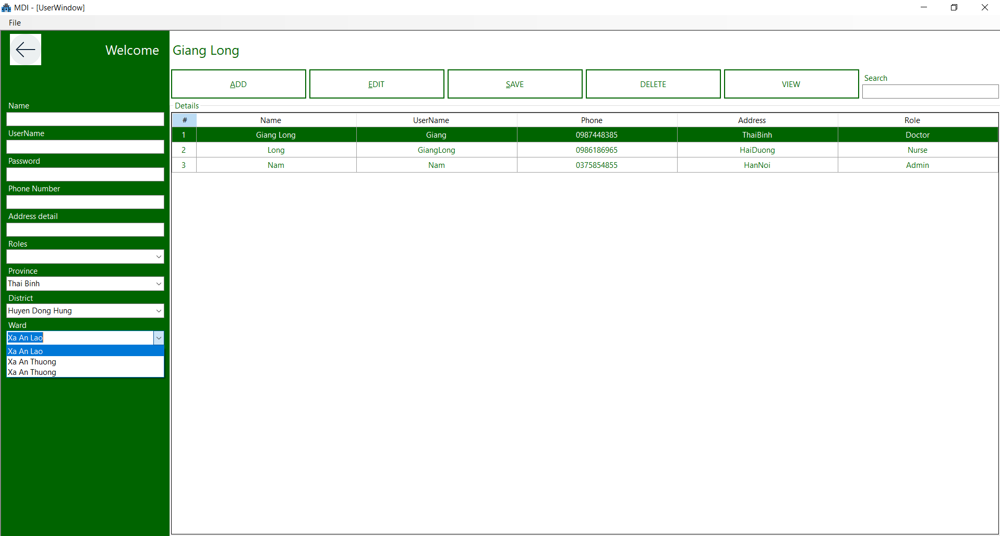 MDI - [UserWindow]
File
Welcome Giang Long
ADD EDIT SAVE DELETE VIEW
Search
Name
UserName
Password
Phone Number
Address detail
Roles
Province
Thai Binh
District
Huyen Dong Hung
Ward
Xa An Lao
Xa An Lao
Xa An Thuong
Xa An Thuong
Details
# Name UserName Phone Address Role
1 Giang Long Giang 0987448385 ThaiBinh Doctor
2 Long GiangLong 0986186965 HaiDuong Nurse
3 Nam Nam 0375854855 HanNoi Admin